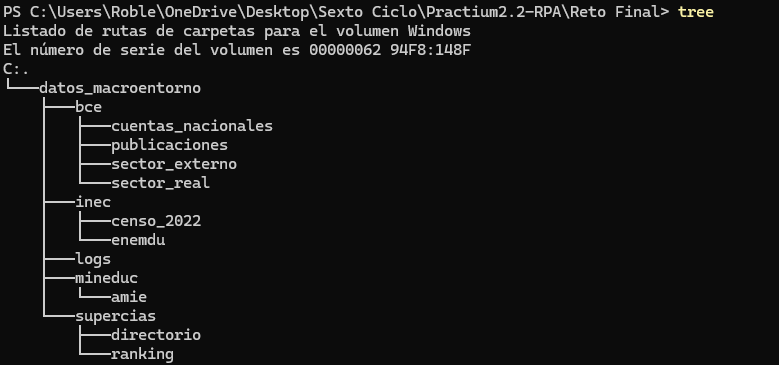 PS C:\Users\Roble\OneDrive\Desktop\Sexto Ciclo\Practium2.2-RPA\Reto Final> tree
Listado de rutas de carpetas para el volumen Windows
El número de serie del volumen es 00000062 94F8:148F
C:.
└───datos_macroentorno
    ├───bce
    │   ├───cuentas_nacionales
    │   ├───publicaciones
    │   ├───sector_externo
    │   └───sector_real
    ├───inec
    │   ├───censo_2022
    │   └───enemdu
    ├───logs
    ├───mineduc
    │   └───amie
    └───supercias
        ├───directorio
        └───ranking